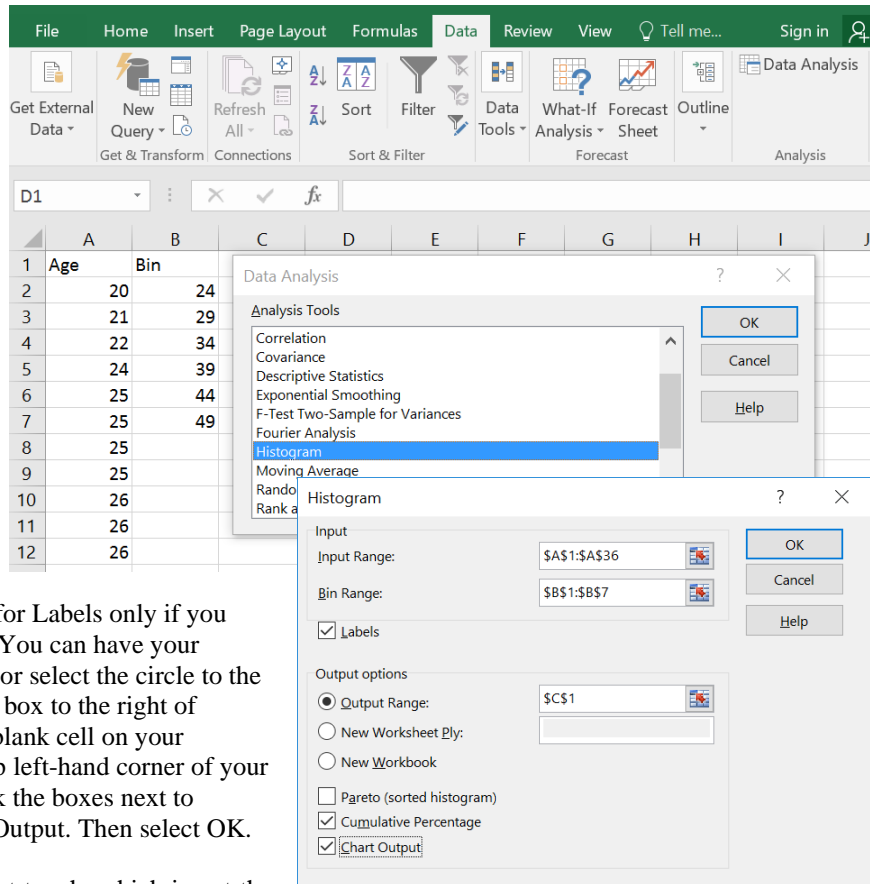 File Home Insert Page Layout Formulas Data Review View Tell me... Sign in
Get External Data
New Query
Refresh All
Sort
Filter
Data Tools
What-If Analysis
Forecast Sheet
Outline
Data Analysis
Get & Transform Connections Sort & Filter Forecast Analysis
D1 fx
A B C D E F G H I J
1 Age Bin
2 20 24
3 21 29
4 22 34
5 24 39
6 25 44
7 25 49
8 25
9 25
10 26
11 26
12 26
Data Analysis ? ×
Analysis Tools
Correlation
Covariance
Descriptive Statistics
Exponential Smoothing
F-Test Two-Sample for Variances
Fourier Analysis
Histogram
Moving Average
Rando
Rank a
OK
Cancel
Help
Histogram ? ×
Input
Input Range: $A$1:$A$36
Bin Range: $B$1:$B$7
Labels
OK
Cancel
Help
Output options
Output Range: $C$1
New Worksheet Ply:
New Workbook
Pareto (sorted histogram)
Cumulative Percentage
Chart Output
for Labels only if you
You can have your
or select the circle to the
box to the right of
blank cell on your
left-hand corner of your
the boxes next to
Output. Then select OK.